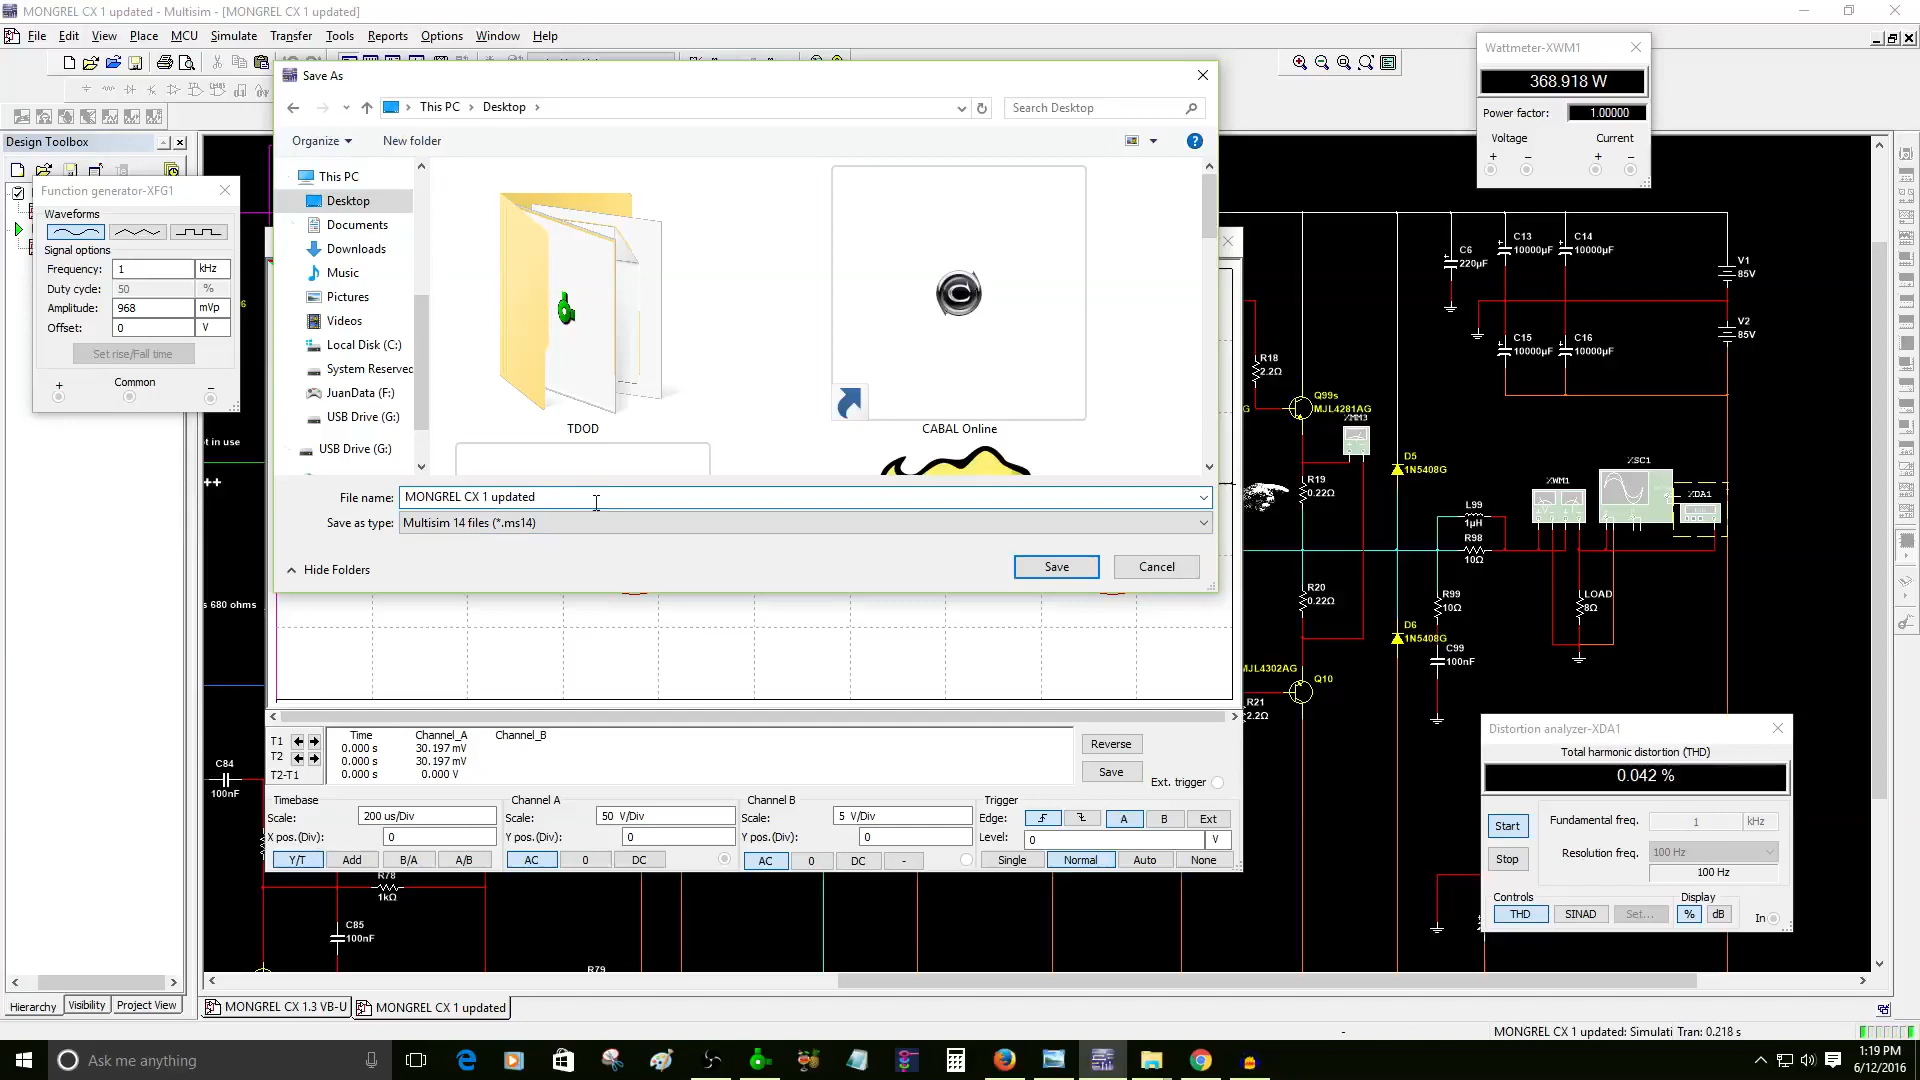 MONGREL CX 1 updated - Multisim - [MONGREL CX 1 updated]
File Edit View Place MCU Simulate Transfer Tools Reports Options Window Help
Design Toolbox
Function generator-XFG1
Waveforms
Signal options
Frequency: 1 kHz
Duty cycle: 50 %
Amplitude: 968 mVp
Offset: 0 V
Set rise/Fall time
+ Common −
Save As
This PC > Desktop >
Search Desktop
Organize New folder
This PC
Desktop
Documents
Downloads
Music
Pictures
Videos
Local Disk (C:)
System Reserved
JuanData (F:)
USB Drive (G:)
USB Drive (G:)
TDOD
CABAL Online
File name: MONGREL CX 1 updated
Save as type: Multisim 14 files (*.ms14)
Hide Folders
Save Cancel
Wattmeter-XWM1
368.918 W
Power factor: 1.00000
Voltage Current
+ − + −
C6
220µF
C13
10000µF
C14
10000µF
V1
85V
V2
85V
C15
10000µF
C16
10000µF
R18
2.2Ω
Q99s
MJL4281AG
XMM3
R19
0.22Ω
D5
1N5408G
XWM1
XSC1
XDA1
L99
1µH
R98
10Ω
R20
0.22Ω
R99
10Ω
LOAD
8Ω
D6
1N5408G
C99
100nF
MJL4302AG
Q10
R21
2.2Ω
t in use
++
s 680 ohms
C84
100nF
R78
1kΩ
C85
100nF
R79
Time Channel_A Channel_B
T1 0.000 s 30.197 mV
T2 0.000 s 30.197 mV
T2-T1 0.000 s 0.000 V
Reverse
Save
Ext. trigger
Timebase
Scale: 200 us/Div
X pos.(Div): 0
Y/T Add B/A A/B
Channel A
Scale: 50 V/Div
Y pos.(Div): 0
AC 0 DC
Channel B
Scale: 5 V/Div
Y pos.(Div): 0
AC 0 DC -
Trigger
Edge: A B Ext
Level: 0 V
Single Normal Auto None
Distortion analyzer-XDA1
Total harmonic distortion (THD)
0.042 %
Start
Stop
Fundamental freq. 1 kHz
Resolution freq. 100 Hz
100 Hz
Controls
THD SINAD Set...
Display
% dB
In
Hierarchy Visibility Project View
MONGREL CX 1.3 VB-U MONGREL CX 1 updated
- MONGREL CX 1 updated: Simulati Tran: 0.218 s
Ask me anything
1:19 PM
6/12/2016